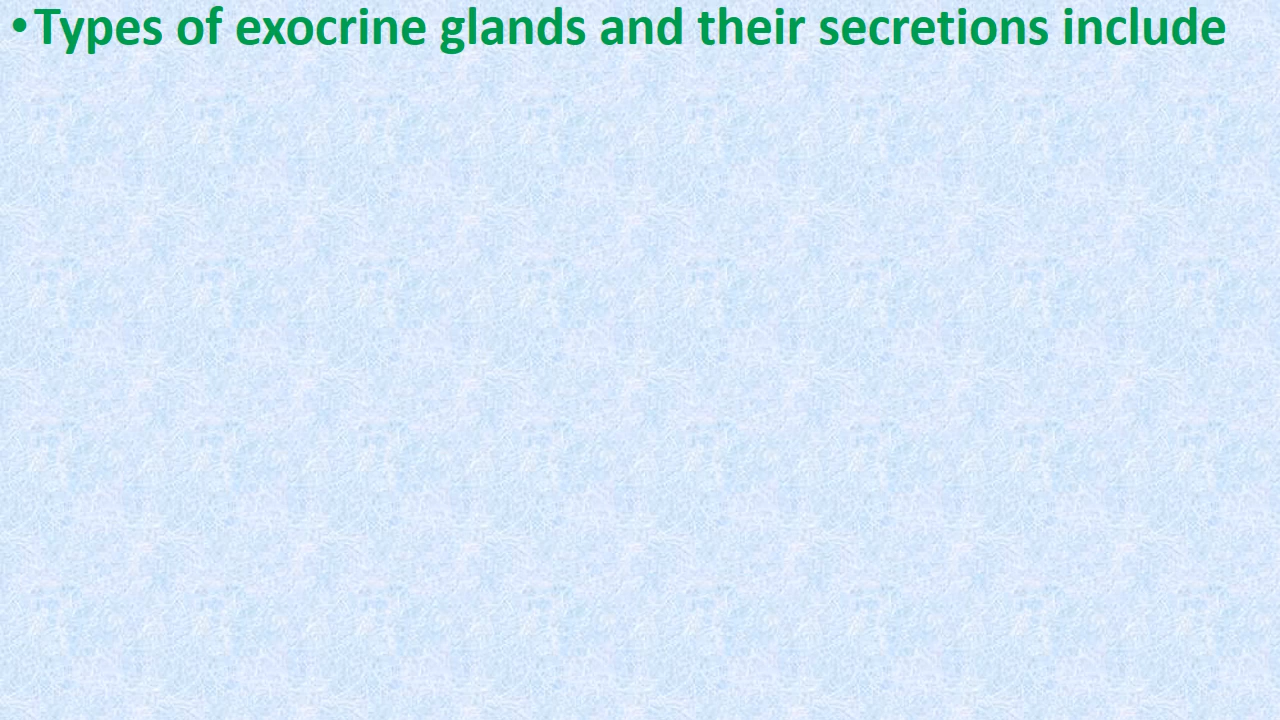 •Types of exocrine glands and their secretions include